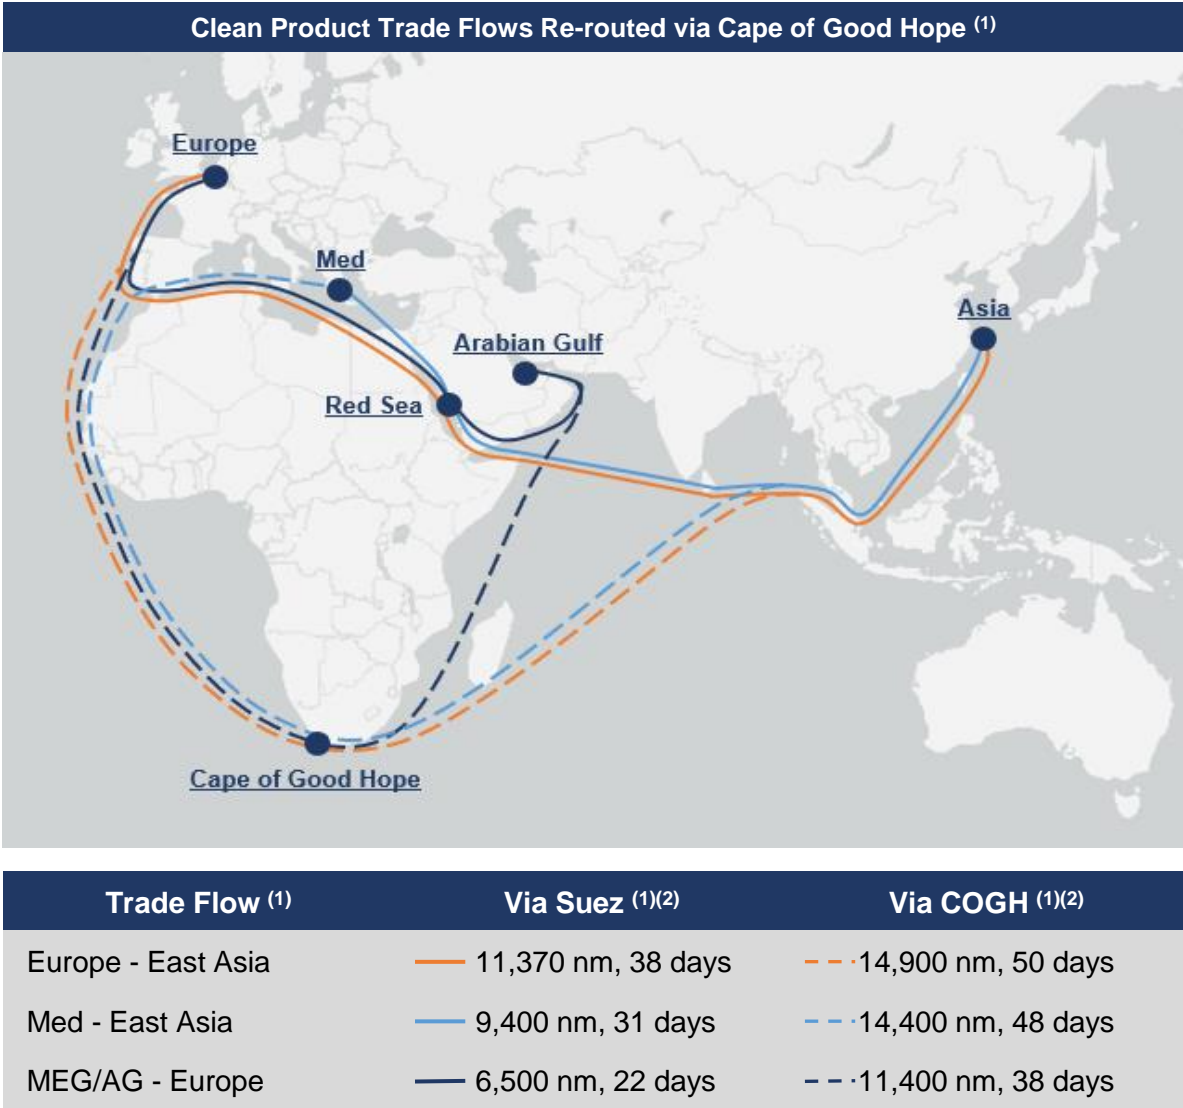 Clean Product Trade Flows Re-routed via Cape of Good Hope (1)
Europe
Med
Asia
Arabian Gulf
Red Sea
Cape of Good Hope
Trade Flow (1) Via Suez (1)(2) Via COGH (1)(2)
Europe - East Asia 11,370 nm, 38 days 14,900 nm, 50 days
Med - East Asia 9,400 nm, 31 days 14,400 nm, 48 days
MEG/AG - Europe 6,500 nm, 22 days 11,400 nm, 38 days